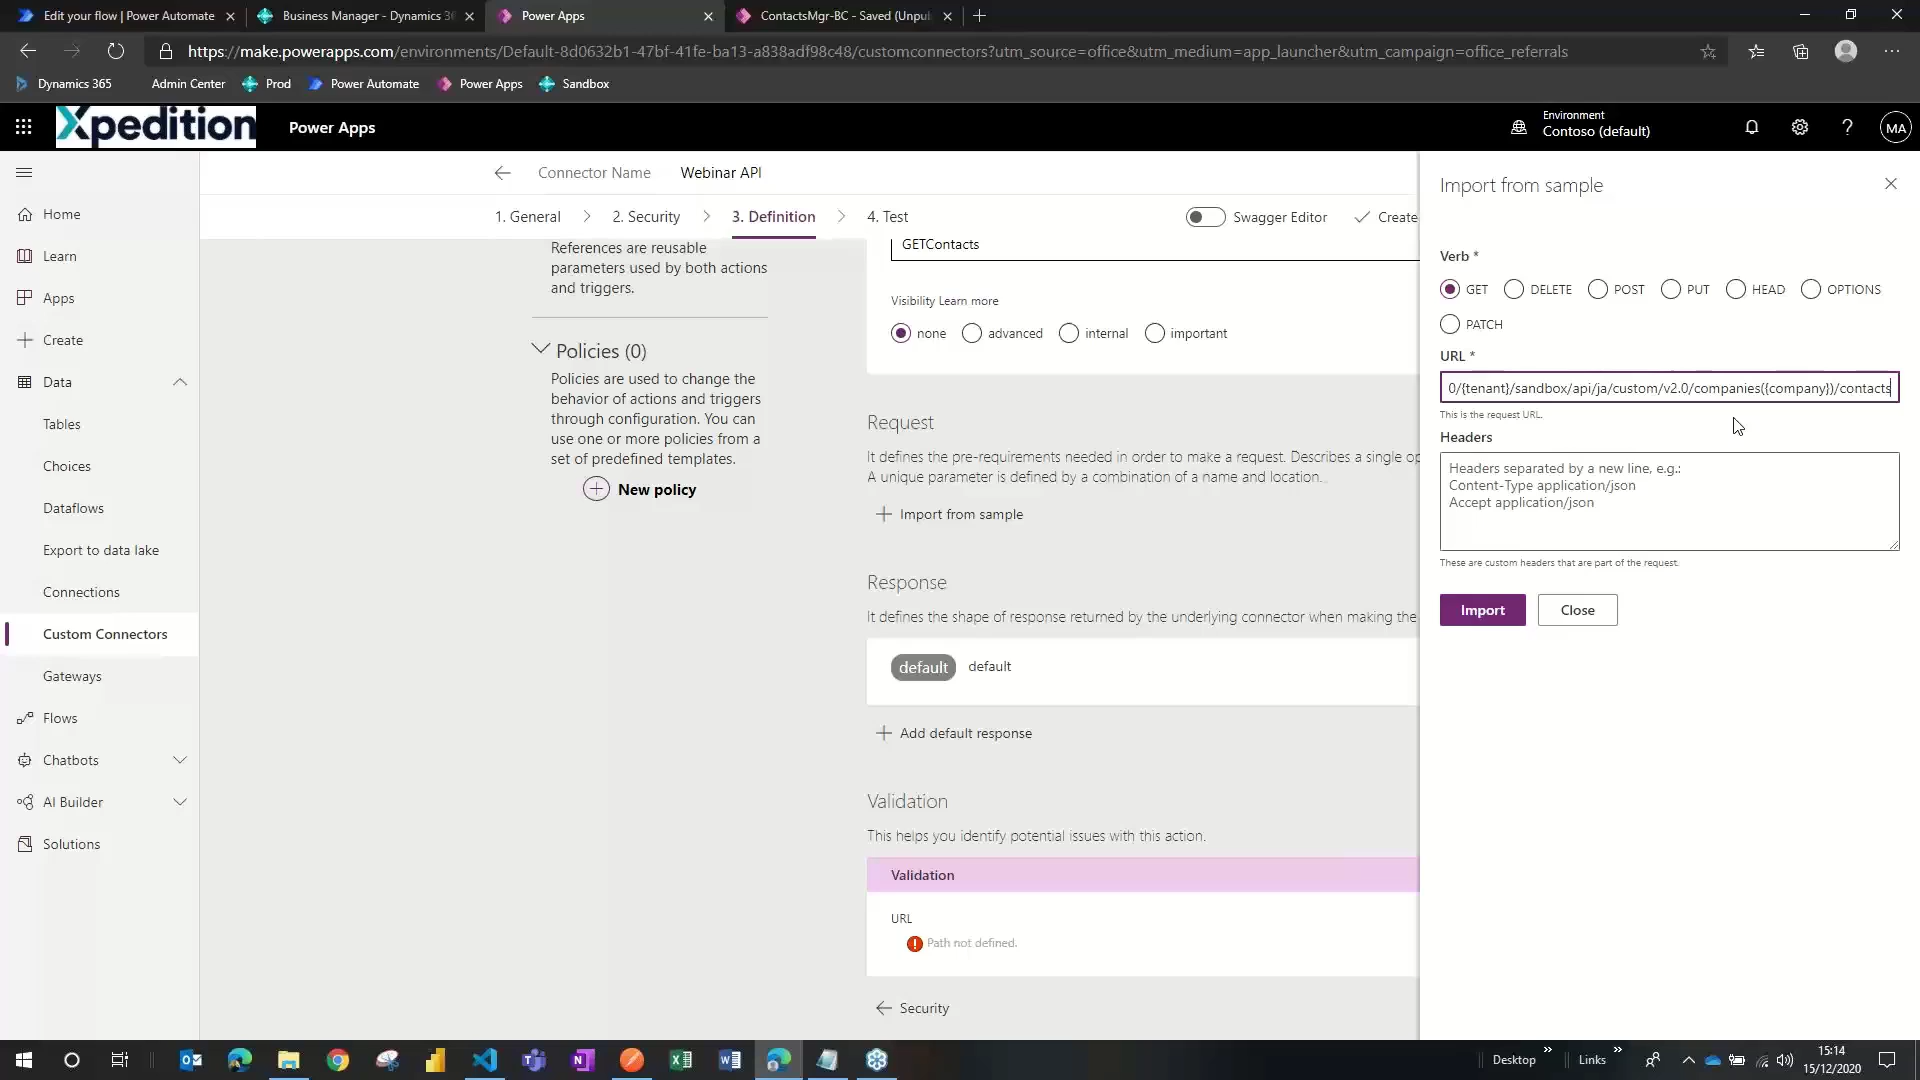 Edit your flow | Power Automate
Business Manager - Dynamics 36
Power Apps
ContactsMgr-BC - Saved (Unpu
https://make.powerapps.com/environments/Default-8d0632b1-47bf-41fe-ba13-a838adf98c48/customconnectors?utm_source=office&utm_medium=app_launcher&utm_campaign=office_referrals
Dynamics 365
Admin Center
Prod
Power Automate
Power Apps
Sandbox
Xpedition
Power Apps
Environment
Contoso (default)
MA
Connector Name
Webinar API
1. General
2. Security
3. Definition
4. Test
Swagger Editor
Create
Home
Learn
Apps
Create
Data
Tables
Choices
Dataflows
Export to data lake
Connections
Custom Connectors
Gateways
Flows
Chatbots
AI Builder
Solutions
References are reusable
parameters used by both actions
and triggers.
Policies (0)
Policies are used to change the
behavior of actions and triggers
through configuration. You can
use one or more policies from a
set of predefined templates.
New policy
GETContacts
Visibility Learn more
none
advanced
internal
important
Request
It defines the pre-requirements needed in order to make a request. Describes a single op
A unique parameter is defined by a combination of a name and location.
Import from sample
Response
It defines the shape of response returned by the underlying connector when making the
default
default
Add default response
Validation
This helps you identify potential issues with this action.
Validation
URL
Path not defined.
Security
Import from sample
Verb *
GET
DELETE
POST
PUT
HEAD
OPTIONS
PATCH
URL *
0/{tenant}/sandbox/api/ja/custom/v2.0/companies({company})/contacts
This is the request URL.
Headers
Headers separated by a new line, e.g.:
Content-Type application/json
Accept application/json
These are custom headers that are part of the request.
Import
Close
Desktop
Links
15:14
15/12/2020